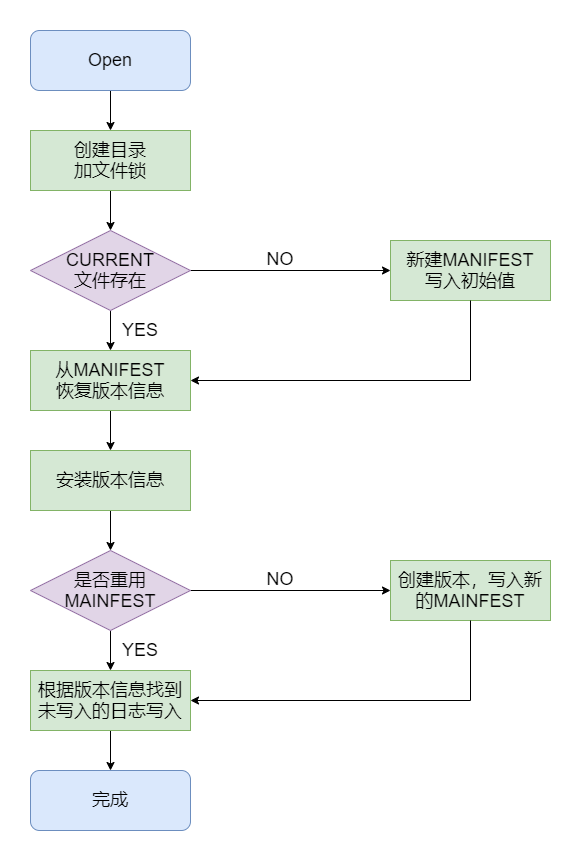 Open
创建目录
加文件锁
CURRENT
文件存在
NO
新建MANIFEST
写入初始值
YES
从MANIFEST
恢复版本信息
安装版本信息
是否重用
MAINFEST
NO
创建版本，写入新
的MAINFEST
YES
根据版本信息找到
未写入的日志写入
完成